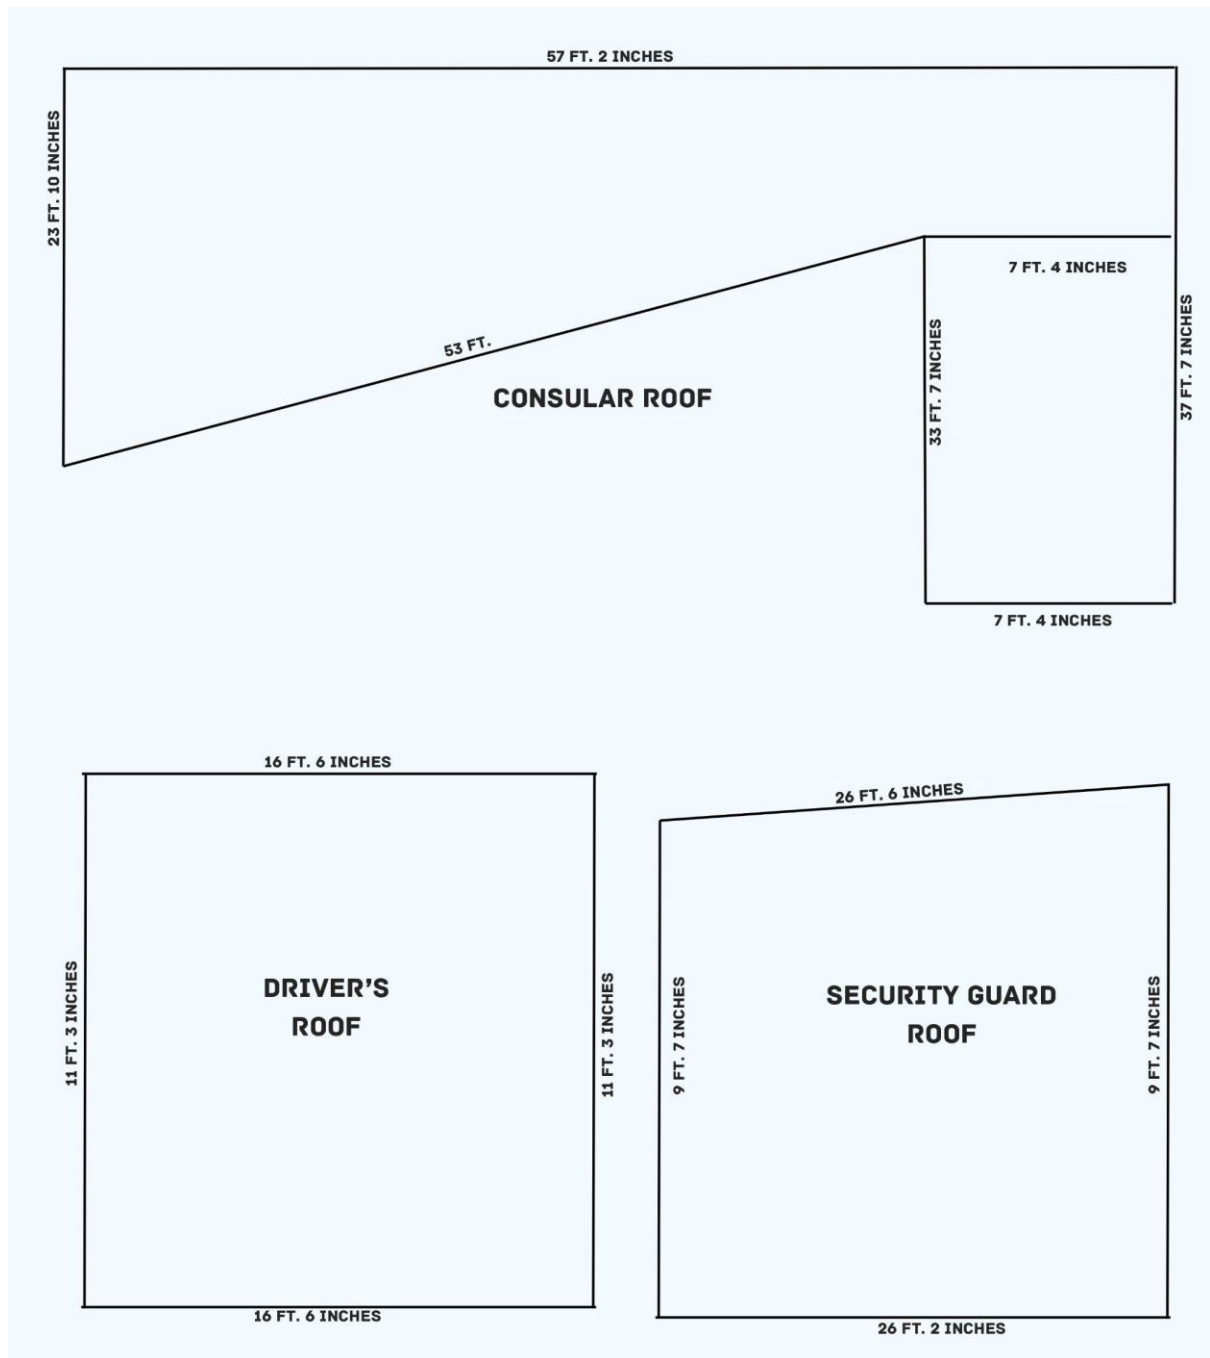 57 FT. 2 INCHES
23 FT. 10 INCHES
7 FT. 4 INCHES
53 FT.
33 FT. 7 INCHES
37 FT. 7 INCHES
CONSULAR ROOF
7 FT. 4 INCHES
16 FT. 6 INCHES
11 FT. 3 INCHES
DRIVER'S
ROOF
11 FT. 3 INCHES
16 FT. 6 INCHES
26 FT. 6 INCHES
9 FT. 7 INCHES
SECURITY GUARD
ROOF
9 FT. 7 INCHES
26 FT. 2 INCHES